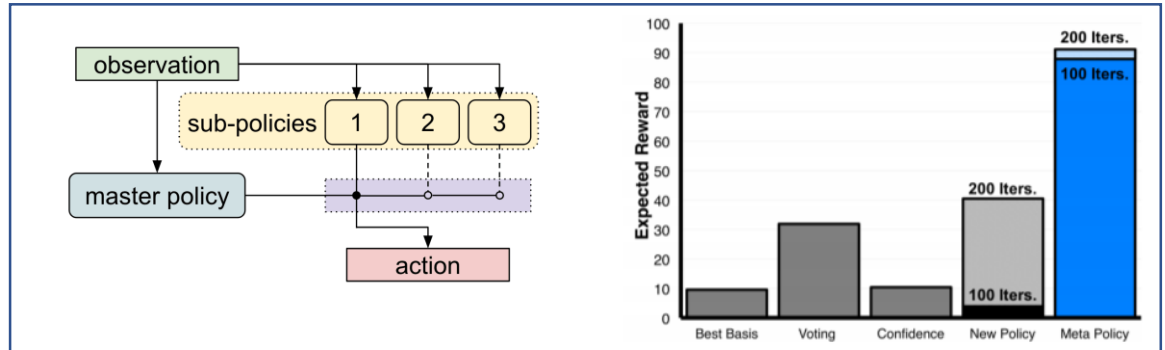 observation
sub-policies 1 2 3
master policy
action
Expected Reward
100
90
80
70
60
50
40
30
20
10
0
200 Iters.
100 Iters.
200 Iters.
100 Iters.
Best Basis Voting Confidence New Policy Meta Policy